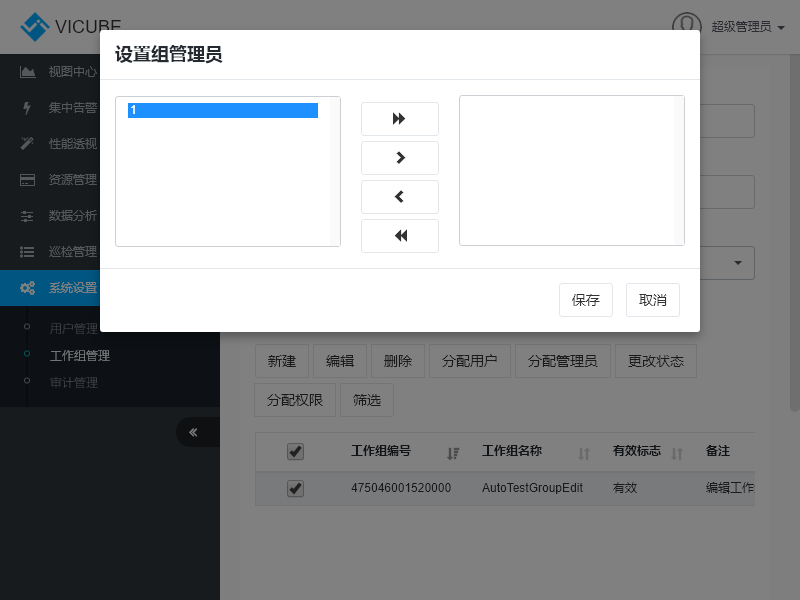 VICUBE
超级管理员
设置组管理员
1
视图中心
集中告警
性能透视
资源管理
数据分析
巡检管理
系统设置
用户管理
工作组管理
审计管理
保存
取消
新建
编辑
删除
分配用户
分配管理员
更改状态
分配权限
筛选
工作组编号 工作组名称 有效标志 备注
475046001520000 AutoTestGroupEdit 有效 编辑工作